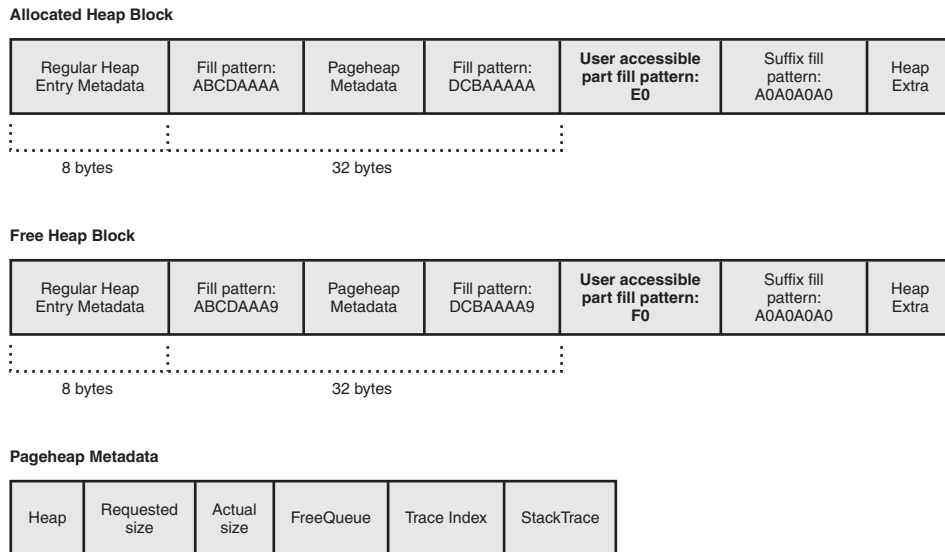 Allocated Heap Block
Regular Heap
Entry Metadata
Fill pattern:
ABCDAAAA
Pageheap
Metadata
Fill pattern:
DCBAAAAA
User accessible
part fill pattern:
E0
Suffix fill
pattern:
A0A0A0A0
Heap
Extra
8 bytes
32 bytes
Free Heap Block
Regular Heap
Entry Metadata
Fill pattern:
ABCDAAA9
Pageheap
Metadata
Fill pattern:
DCBAAAA9
User accessible
part fill pattern:
F0
Suffix fill
pattern:
A0A0A0A0
Heap
Extra
8 bytes
32 bytes
Pageheap Metadata
Heap
Requested
size
Actual
size
FreeQueue
Trace Index
StackTrace